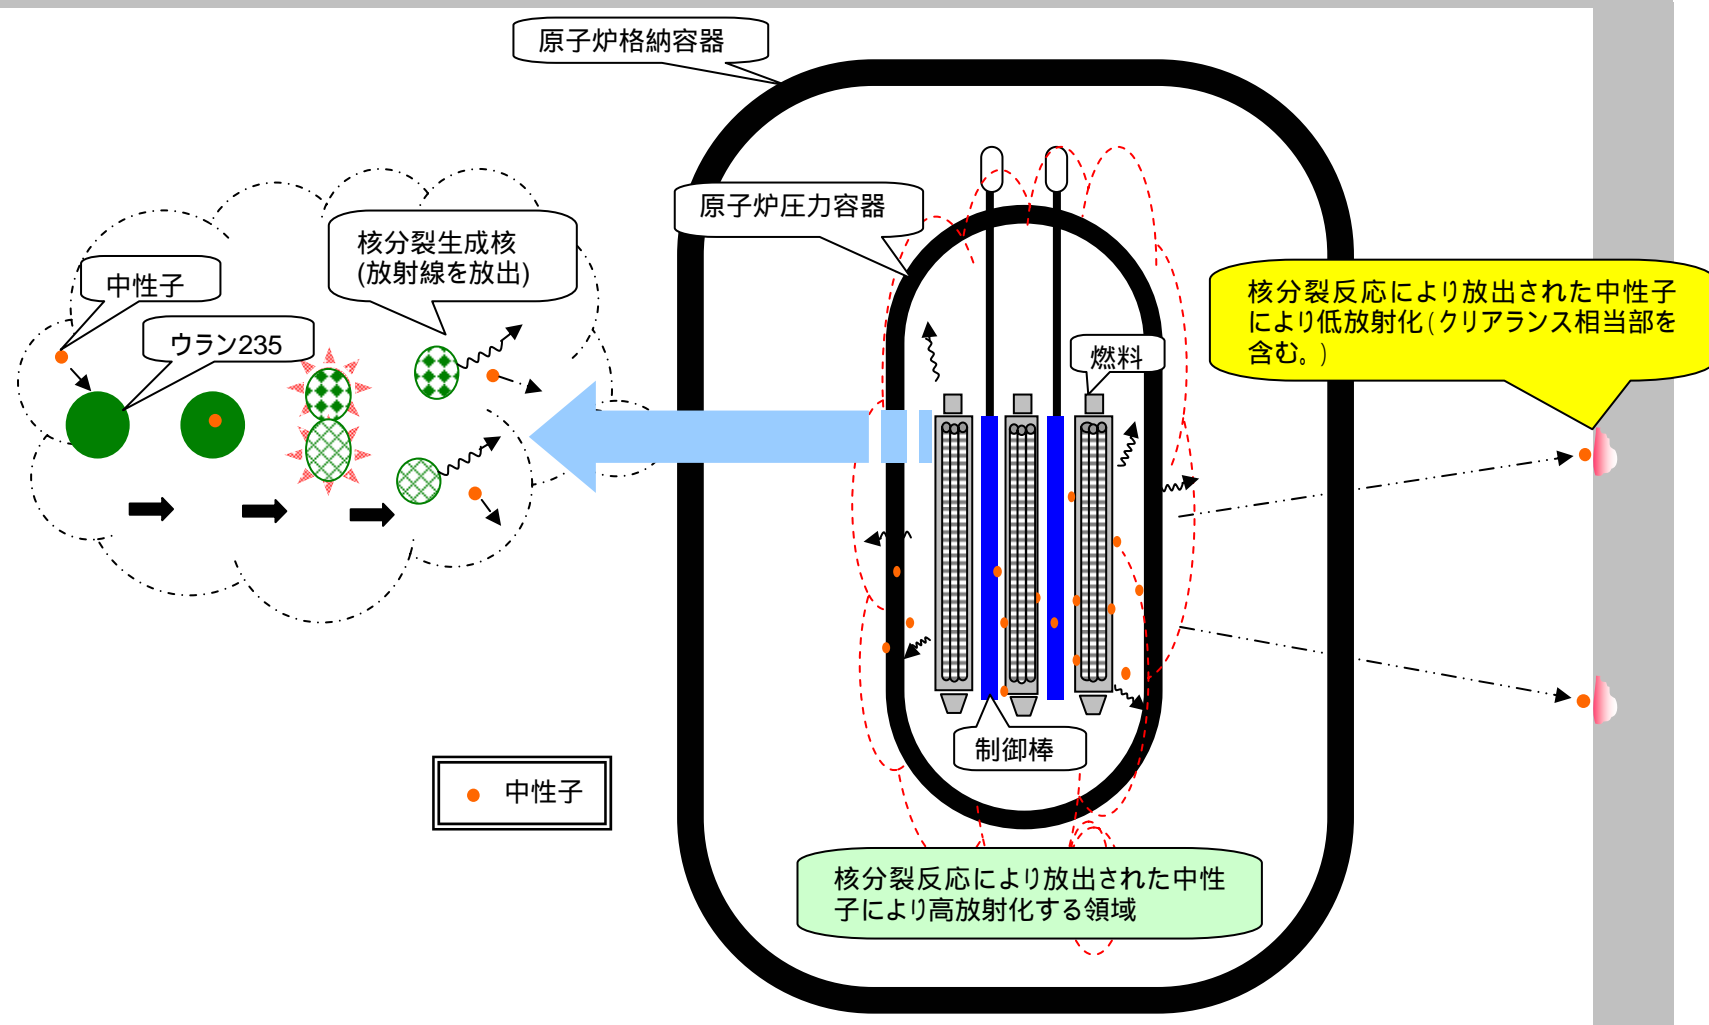 原子炉格納容器
原子炉圧力容器
核分裂生成核
(放射線を放出)
中性子
ウラン235
核分裂反応により放出された中性子
により低放射化(クリアランス相当部を
含む。)
燃料
制御棒
中性子
核分裂反応により放出された中性
子により高放射化する領域